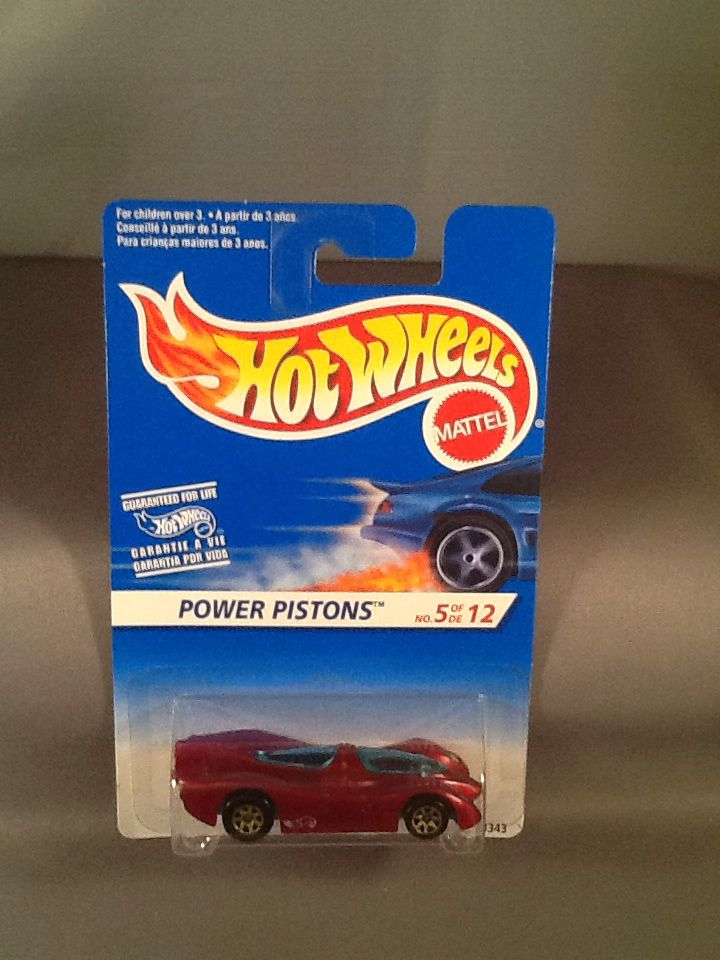 For children over 3. • A partir de 3 años.
Conseillé à partir de 3 ans.
Para crianças maiores de 3 anos.
HOT WHEELS
MATTEL
®
GUARANTEED FOR LIFE
HOT WHEELS
GARANTIE A VIE
GARANTIA POR VIDA
POWER PISTONS™ NO. 5 OF DE 12
343